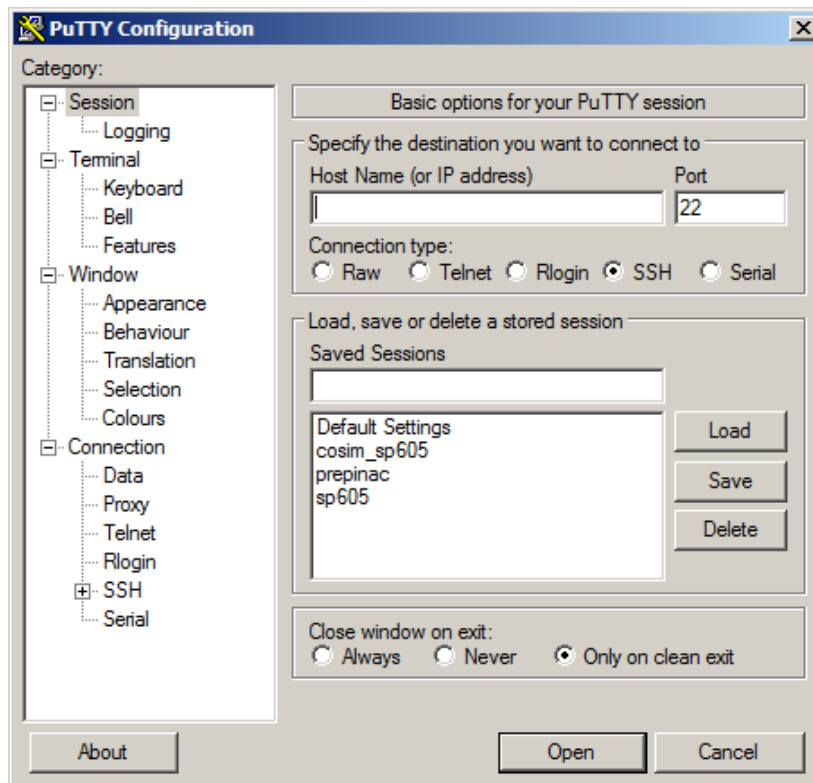 PuTTY Configuration
Category:
Session
Logging
Terminal
Keyboard
Bell
Features
Window
Appearance
Behaviour
Translation
Selection
Colours
Connection
Data
Proxy
Telnet
Rlogin
SSH
Serial
Basic options for your PuTTY session
Specify the destination you want to connect to
Host Name (or IP address) Port
22
Connection type:
Raw Telnet Rlogin SSH Serial
Load, save or delete a stored session
Saved Sessions
Default Settings
cosim_sp605
prepinac
sp605
Load
Save
Delete
Close window on exit:
Always Never Only on clean exit
About Open Cancel